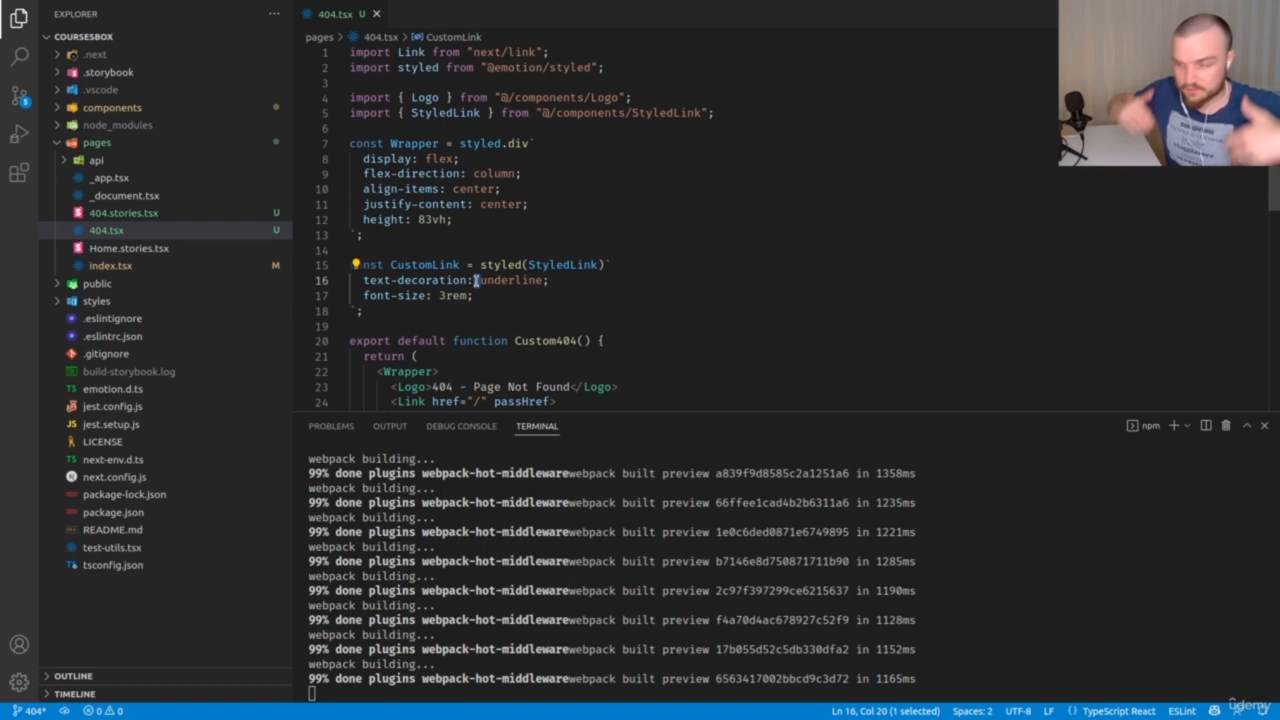 EXPLORER
COURSESBOX
.next
.storybook
.vscode
components
node_modules
pages
api
_app.tsx
_document.tsx
404.stories.tsx U
404.tsx U
Home.stories.tsx
index.tsx M
public
styles
.eslintignore
.eslintrc.json
.gitignore
build-storybook.log
emotion.d.ts
jest.config.js
jest.setup.js
LICENSE
next-env.d.ts
next.config.js
package-lock.json
package.json
README.md
test-utils.tsx
tsconfig.json
OUTLINE
TIMELINE
5
404.tsx U
pages > 404.tsx > CustomLink
1 import Link from "next/link";
2 import styled from "@emotion/styled";
3
4 import { Logo } from "@/components/Logo";
5 import { StyledLink } from "@/components/StyledLink";
6
7 const Wrapper = styled.div`
8 display: flex;
9 flex-direction: column;
10 align-items: center;
11 justify-content: center;
12 height: 83vh;
13 `;
14
15 nst CustomLink = styled(StyledLink)`
16 text-decoration: underline;
17 font-size: 3rem;
18 `;
19
20 export default function Custom404() {
21 return (
22 <Wrapper>
23 <Logo>404 - Page Not Found</Logo>
24 <Link href="/" passHref>
PROBLEMS OUTPUT DEBUG CONSOLE TERMINAL
npm
webpack building...
99% done plugins webpack-hot-middlewarewebpack built preview a839f9d8585c2a1251a6 in 1358ms
webpack building...
99% done plugins webpack-hot-middlewarewebpack built preview 66ffee1cad4b2b6311a6 in 1235ms
webpack building...
99% done plugins webpack-hot-middlewarewebpack built preview 1e0c6ded0871e6749895 in 1221ms
webpack building...
99% done plugins webpack-hot-middlewarewebpack built preview b7146e8d750871711b90 in 1285ms
webpack building...
99% done plugins webpack-hot-middlewarewebpack built preview 2c97f397299ce6215637 in 1190ms
webpack building...
99% done plugins webpack-hot-middlewarewebpack built preview f4a70d4ac678927c52f9 in 1128ms
webpack building...
99% done plugins webpack-hot-middlewarewebpack built preview 17b055d52c5db330dfa2 in 1152ms
webpack building...
99% done plugins webpack-hot-middlewarewebpack built preview 6563417002bbcd9c3d72 in 1165ms
404* 0 0 Ln 16, Col 20 (1 selected) Spaces: 2 UTF-8 LF TypeScript React ESLint
udemy